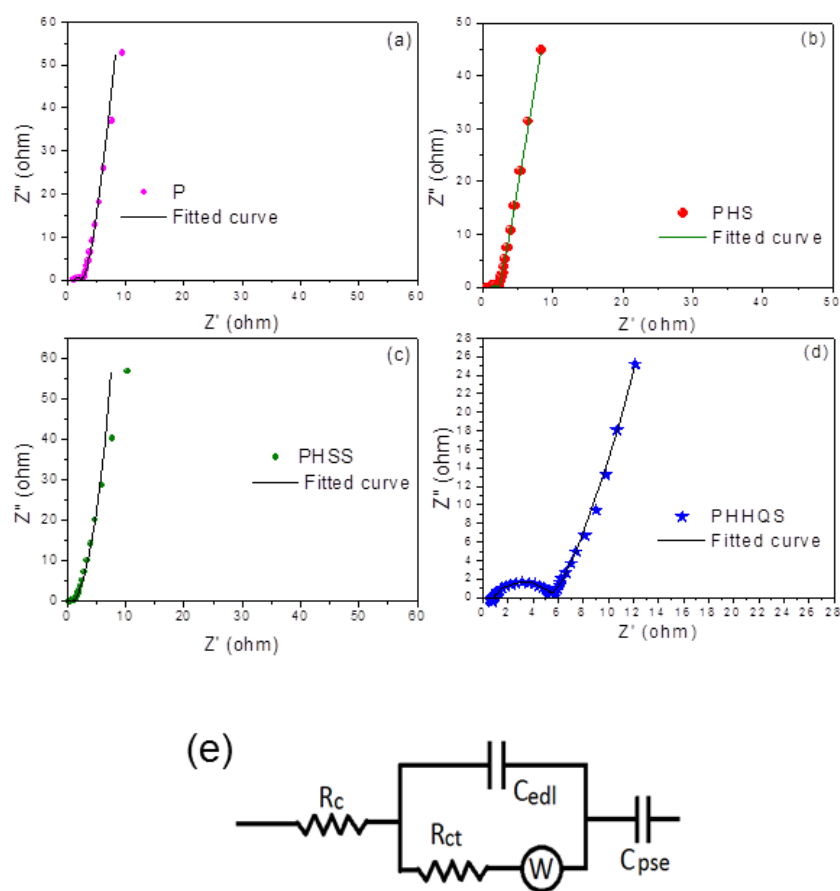 (a)
Z" (ohm)
60
50
40
30
20
10
0
P
Fitted curve
0 10 20 30 40 50 60
Z' (ohm)
(b)
Z" (ohm)
50
40
30
20
10
0
PHS
Fitted curve
0 10 20 30 40 50
Z' (ohm)
(c)
Z" (ohm)
60
50
40
30
20
10
0
PHSS
Fitted curve
0 10 20 30 40 50 60
Z' (ohm)
(d)
Z" (ohm)
28
26
24
22
20
18
16
14
12
10
8
6
4
2
0
PHHQS
Fitted curve
0 2 4 6 8 10 12 14 16 18 20 22 24 26 28
Z' (ohm)
(e)
Rc
Cedl
Rct
W
Cpse